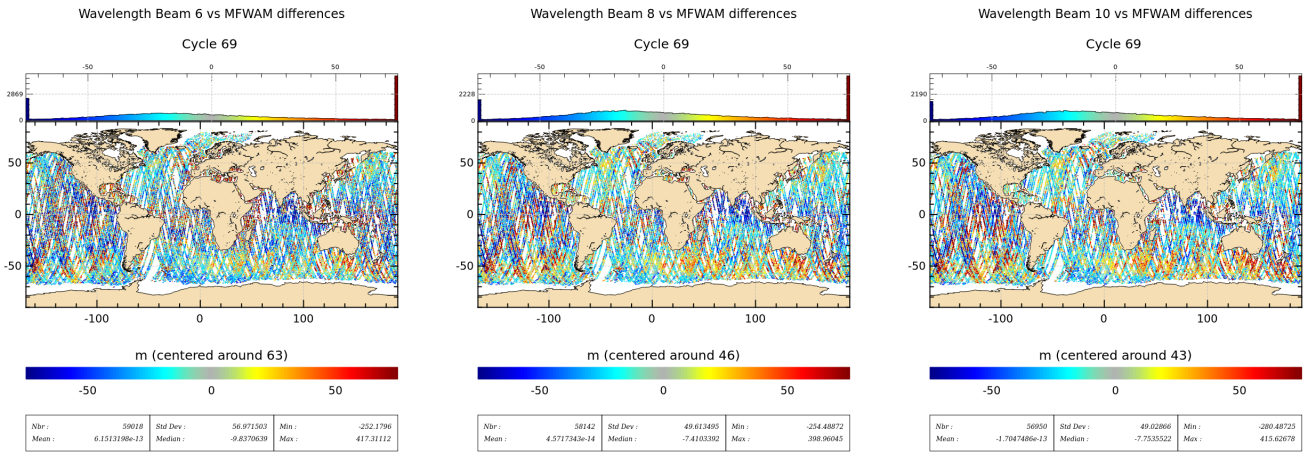 Wavelength Beam 6 vs MFWAM differences
Cycle 69
-50 0 50
2869
0
50
0
-50
-100 0 100
m (centered around 63)
-50 0 50
Nbr : 59018 Std Dev : 56.971503 Min : -252.1796
Mean : 6.1513198e-13 Median : -9.8370639 Max : 417.31112
Wavelength Beam 8 vs MFWAM differences
Cycle 69
-50 0 50
2228
0
50
0
-50
-100 0 100
m (centered around 46)
-50 0 50
Nbr : 58142 Std Dev : 49.613495 Min : -254.48872
Mean : 4.5717343e-14 Median : -7.4103392 Max : 398.96045
Wavelength Beam 10 vs MFWAM differences
Cycle 69
-50 0 50
2190
0
50
0
-50
-100 0 100
m (centered around 43)
-50 0 50
Nbr : 56950 Std Dev : 49.02866 Min : -280.48725
Mean : -1.7047486e-13 Median : -7.7535522 Max : 415.62678